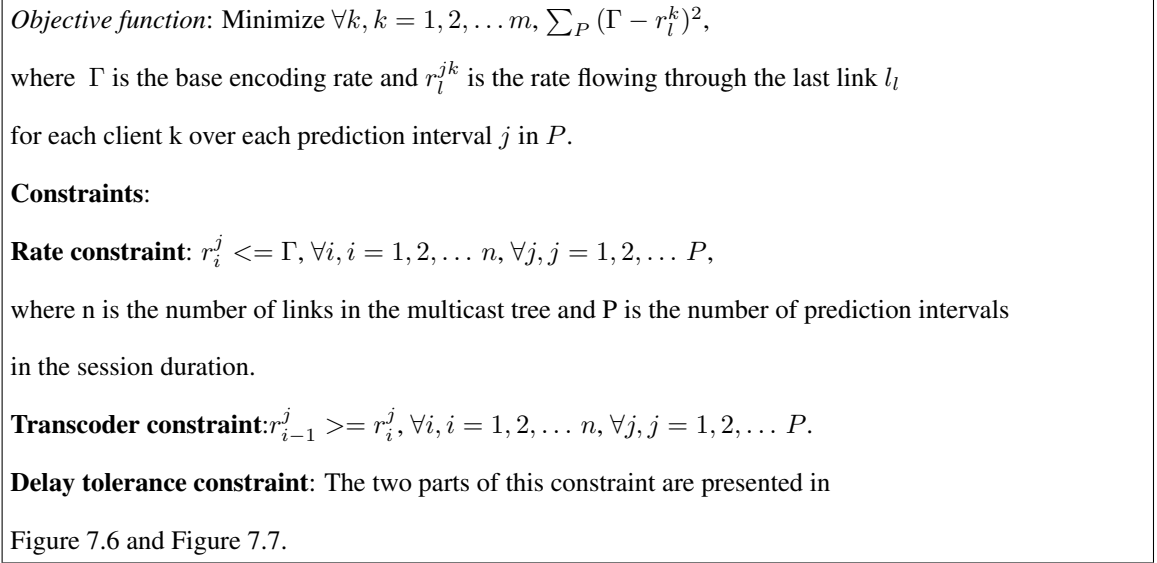 Objective function: Minimize ∀k, k = 1, 2, . . . m, ∑_P (Γ − r_l^k)^2,
where Γ is the base encoding rate and r_l^{jk} is the rate flowing through the last link l_l
for each client k over each prediction interval j in P.
Constraints:
Rate constraint: r_i^j <= Γ, ∀i, i = 1, 2, . . . n, ∀j, j = 1, 2, . . . P,
where n is the number of links in the multicast tree and P is the number of prediction intervals
in the session duration.
Transcoder constraint:r_{i−1}^j >= r_i^j, ∀i, i = 1, 2, . . . n, ∀j, j = 1, 2, . . . P.
Delay tolerance constraint: The two parts of this constraint are presented in
Figure 7.6 and Figure 7.7.